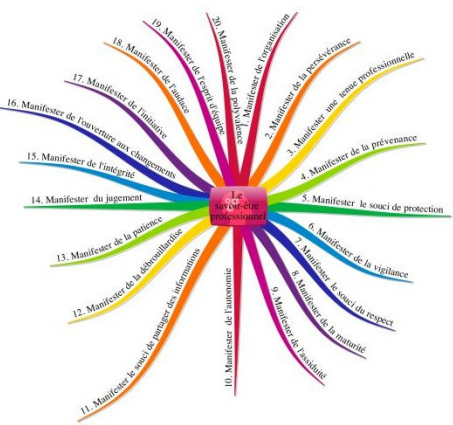 Le
savoir-être
professionnel
1. Manifester de l'organisation
2. Manifester de la persévérance
3. Manifester une tenue professionnelle
4. Manifester de la prévenance
5. Manifester le souci de protection
6. Manifester de la vigilance
7. Manifester le souci du respect
8. Manifester de la maturité
9. Manifester de l'assiduité
10. Manifester de l'autonomie
11. Manifester le souci de partager des informations
12. Manifester de la débrouillardise
13. Manifester de la patience
14. Manifester du jugement
15. Manifester de l'intégrité
16. Manifester de l'ouverture aux changements
17. Manifester de l'initiative
18. Manifester de l'audace
19. Manifester de l'esprit d'équipe
20. Manifester de la polyvalence